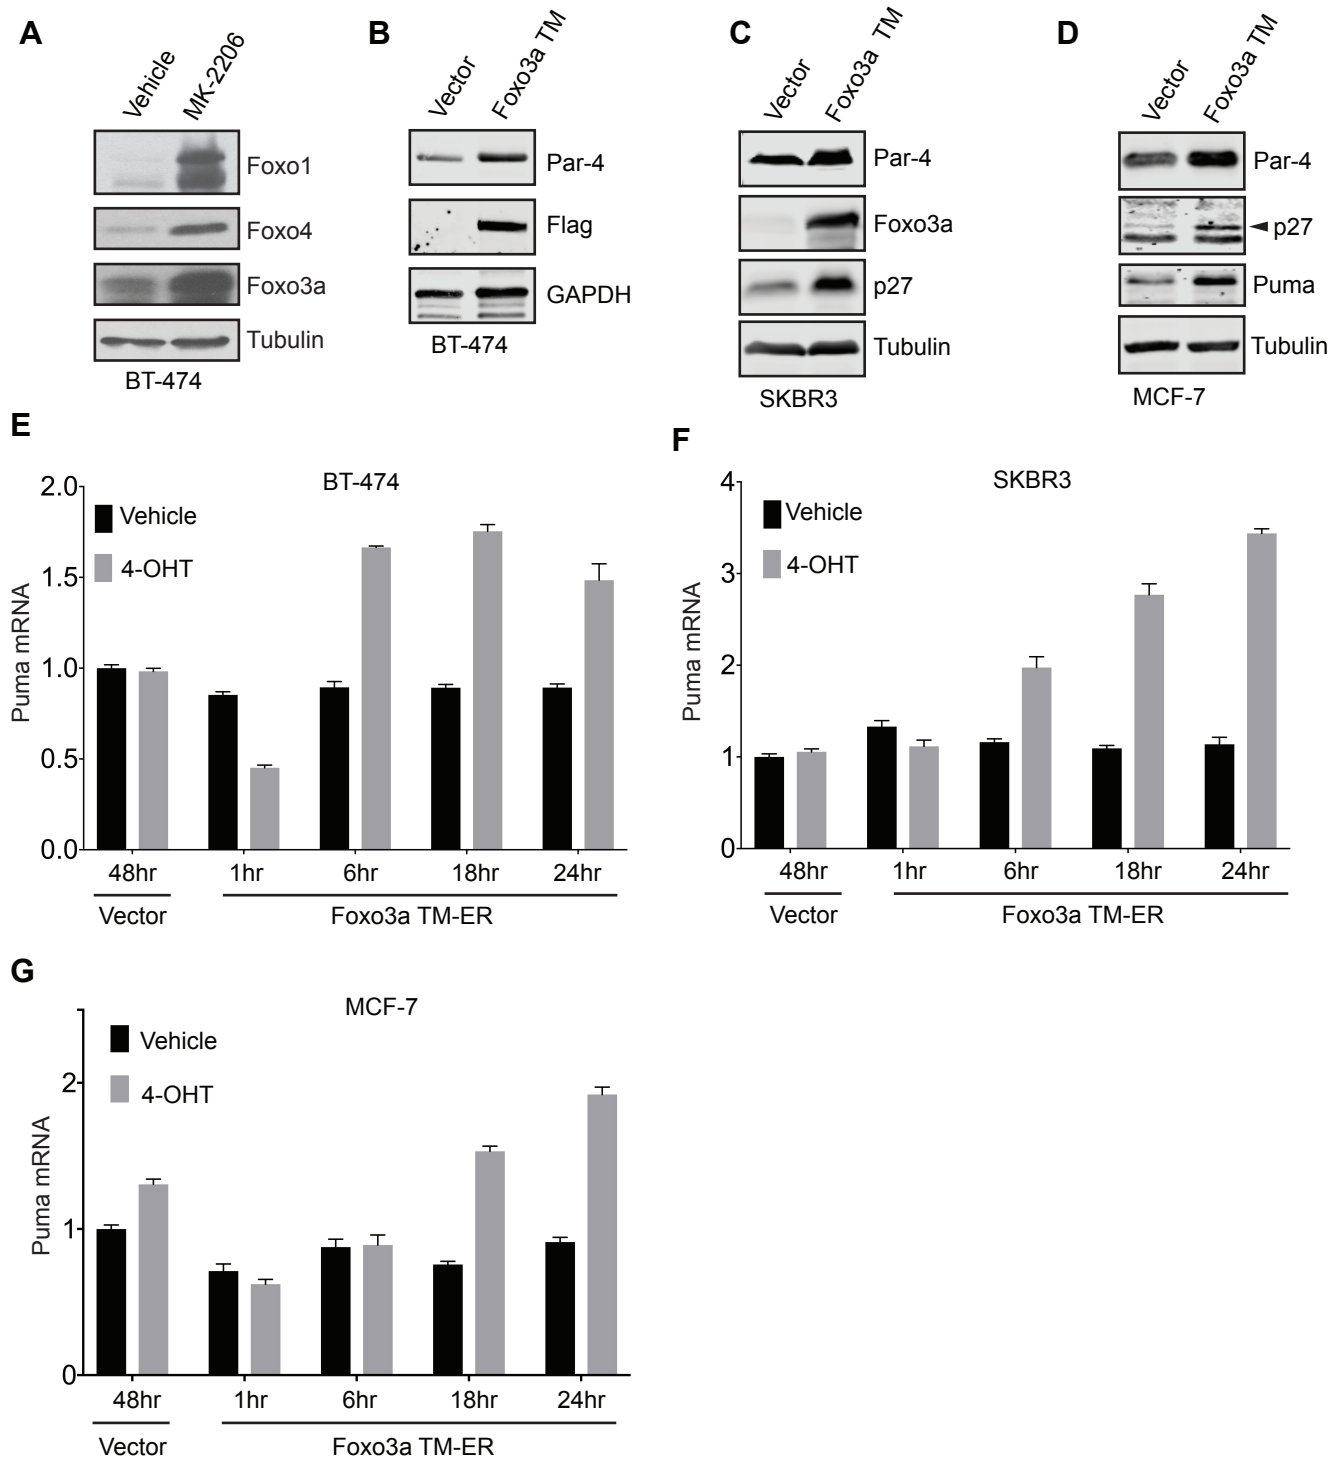 A
Vehicle
MK-2206
Foxo1
Foxo4
Foxo3a
Tubulin
BT-474
B
Vector
Foxo3a TM
Par-4
Flag
GAPDH
BT-474
C
Vector
Foxo3a TM
Par-4
Foxo3a
p27
Tubulin
SKBR3
D
Vector
Foxo3a TM
Par-4
p27
Puma
Tubulin
MCF-7
E
BT-474
Vehicle
4-OHT
Puma mRNA
2.0
1.5
1.0
0.5
0.0
48hr 1hr 6hr 18hr 24hr
Vector Foxo3a TM-ER
F
SKBR3
Vehicle
4-OHT
Puma mRNA
4
3
2
1
0
48hr 1hr 6hr 18hr 24hr
Vector Foxo3a TM-ER
G
MCF-7
Vehicle
4-OHT
Puma mRNA
2
1
0
48hr 1hr 6hr 18hr 24hr
Vector Foxo3a TM-ER